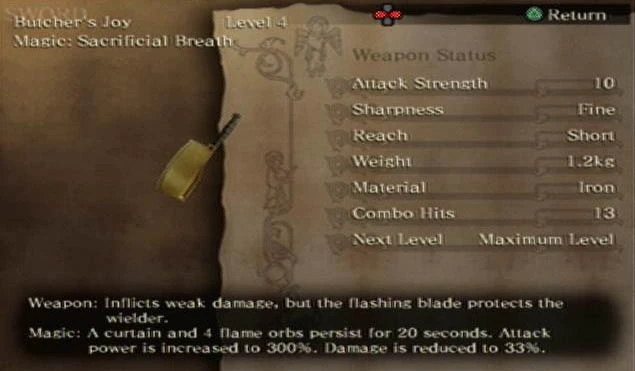 SWORD
Butcher's Joy Level 4 Return
Magic: Sacrificial Breath
Weapon Status
Attack Strength 10
Sharpness Fine
Reach Short
Weight 1.2kg
Material Iron
Combo Hits 13
Next Level Maximum Level
Weapon: Inflicts weak damage, but the flashing blade protects the
wielder.
Magic: A curtain and 4 flame orbs persist for 20 seconds. Attack
power is increased to 300%. Damage is reduced to 33%.